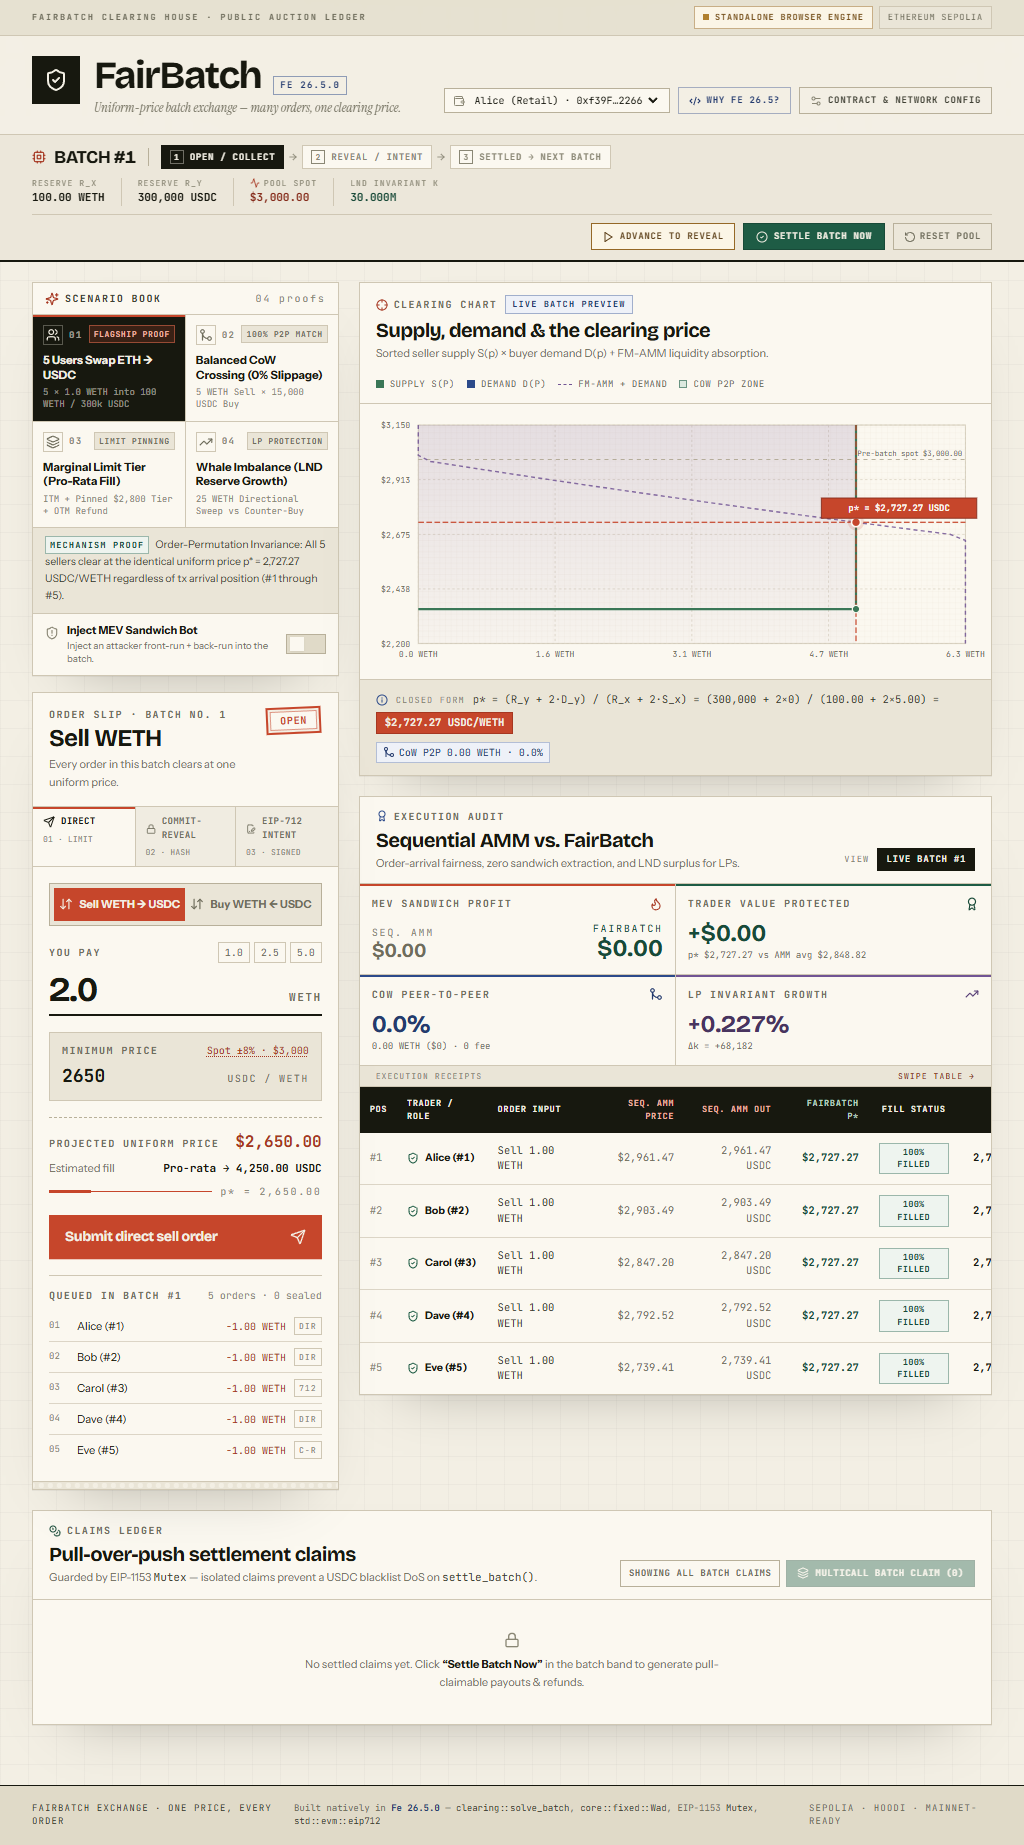 FAIRBATCH CLEARING HOUSE · PUBLIC AUCTION LEDGER
STANDALONE BROWSER ENGINE
ETHEREUM SEPOLIA
FairBatch
FE 26.5.0
Uniform-price batch exchange — many orders, one clearing price.
Alice (Retail) · 0xf39F…2266
WHY FE 26.5?
CONTRACT & NETWORK CONFIG
BATCH #1
1 OPEN / COLLECT → 2 REVEAL / INTENT → 3 SETTLED → NEXT BATCH
RESERVE R_X
100.00 WETH
RESERVE R_Y
300,000 USDC
POOL SPOT
$3,000.00
LND INVARIANT K
30.000M
ADVANCE TO REVEAL
SETTLE BATCH NOW
RESET POOL
SCENARIO BOOK
04 proofs
01 FLAGSHIP PROOF
5 Users Swap ETH →
USDC
5 × 1.0 WETH into 100
WETH / 300k USDC
02 100% P2P MATCH
Balanced CoW
Crossing (0% Slippage)
5 WETH Sell × 15,000
USDC Buy
03 LIMIT PINNING
Marginal Limit Tier
(Pro-Rata Fill)
ITM + Pinned $2,800 Tier
+ OTM Refund
04 LP PROTECTION
Whale Imbalance (LND
Reserve Growth)
25 WETH Directional
Sweep vs Counter-Buy
MECHANISM PROOF Order-Permutation Invariance: All 5
sellers clear at the identical uniform price p* = 2,727.27
USDC/WETH regardless of tx arrival position (#1 through
#5).
Inject MEV Sandwich Bot
Inject an attacker front-run + back-run into the
batch.
ORDER SLIP · BATCH NO. 1
OPEN
Sell WETH
Every order in this batch clears at one
uniform price.
DIRECT
01 · LIMIT
COMMIT-
REVEAL
02 · HASH
EIP-712
INTENT
03 · SIGNED
Sell WETH → USDC
Buy WETH ← USDC
YOU PAY
1.0 2.5 5.0
2.0
WETH
MINIMUM PRICE
Spot ±8% · $3,000
2650
USDC / WETH
PROJECTED UNIFORM PRICE $2,650.00
Estimated fill Pro-rata → 4,250.00 USDC
p* = 2,650.00
Submit direct sell order
QUEUED IN BATCH #1 5 orders · 0 sealed
01 Alice (#1) -1.00 WETH DIR
02 Bob (#2) -1.00 WETH DIR
03 Carol (#3) -1.00 WETH 712
04 Dave (#4) -1.00 WETH DIR
05 Eve (#5) -1.00 WETH C-R
CLEARING CHART
LIVE BATCH PREVIEW
Supply, demand & the clearing price
Sorted seller supply S(p) × buyer demand D(p) + FM-AMM liquidity absorption.
SUPPLY S(P)
DEMAND D(P)
FM-AMM + DEMAND
COW P2P ZONE
$3,150
Pre-batch spot $3,000.00
$2,913
p* = $2,727.27 USDC
$2,675
$2,438
$2,200
0.0 WETH 1.6 WETH 3.1 WETH 4.7 WETH 6.3 WETH
CLOSED FORM p* = (R_y + 2·D_y) / (R_x + 2·S_x) = (300,000 + 2×0) / (100.00 + 2×5.00) =
$2,727.27 USDC/WETH
CoW P2P 0.00 WETH · 0.0%
EXECUTION AUDIT
Sequential AMM vs. FairBatch
Order-arrival fairness, zero sandwich extraction, and LND surplus for LPs.
VIEW LIVE BATCH #1
MEV SANDWICH PROFIT
SEQ. AMM
$0.00
FAIRBATCH
$0.00
TRADER VALUE PROTECTED
+$0.00
p* $2,727.27 vs AMM avg $2,848.82
COW PEER-TO-PEER
0.0%
0.00 WETH ($0) · 0 fee
LP INVARIANT GROWTH
+0.227%
Δk = +68,182
EXECUTION RECEIPTS
SWIPE TABLE →
POS TRADER / ROLE ORDER INPUT SEQ. AMM PRICE SEQ. AMM OUT FAIRBATCH P* FILL STATUS
#1 Alice (#1) Sell 1.00 WETH $2,961.47 2,961.47 USDC $2,727.27 100% FILLED 2,7
#2 Bob (#2) Sell 1.00 WETH $2,903.49 2,903.49 USDC $2,727.27 100% FILLED 2,7
#3 Carol (#3) Sell 1.00 WETH $2,847.20 2,847.20 USDC $2,727.27 100% FILLED 2,7
#4 Dave (#4) Sell 1.00 WETH $2,792.52 2,792.52 USDC $2,727.27 100% FILLED 2,7
#5 Eve (#5) Sell 1.00 WETH $2,739.41 2,739.41 USDC $2,727.27 100% FILLED 2,7
CLAIMS LEDGER
Pull-over-push settlement claims
Guarded by EIP-1153 Mutex — isolated claims prevent a USDC blacklist DoS on settle_batch().
SHOWING ALL BATCH CLAIMS
MULTICALL BATCH CLAIM (0)
No settled claims yet. Click “Settle Batch Now” in the batch band to generate pull-
claimable payouts & refunds.
FAIRBATCH EXCHANGE · ONE PRICE, EVERY
ORDER
Built natively in Fe 26.5.0 — clearing::solve_batch, core::fixed::Wad, EIP-1153 Mutex,
std::evm::eip712
SEPOLIA · HOODI · MAINNET-
READY